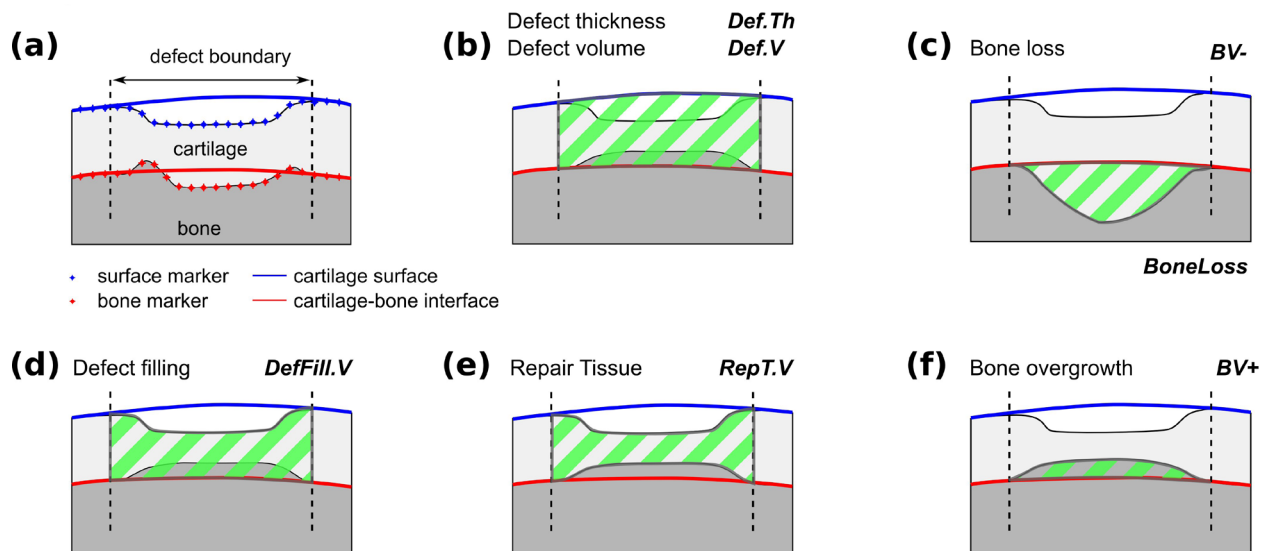 (a)
defect boundary
cartilage
bone
surface marker
bone marker
cartilage surface
cartilage-bone interface
(b)
Defect thickness Def.Th
Defect volume Def.V
(c) Bone loss BV-
BoneLoss
(d) Defect filling DefFill.V
(e) Repair Tissue RepT.V
(f) Bone overgrowth BV+